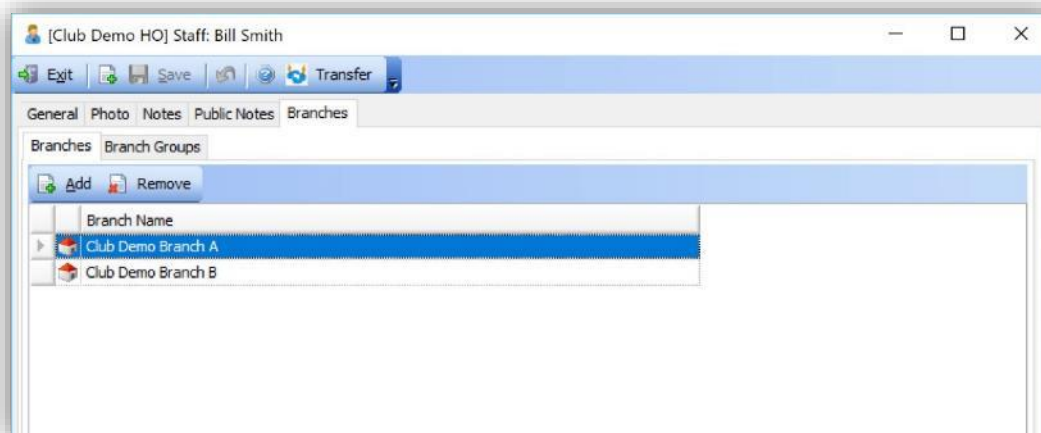 [Club Demo HO] Staff: Bill Smith
Exit Save Transfer
General Photo Notes Public Notes Branches
Branches Branch Groups
Add Remove
Branch Name
Club Demo Branch A
Club Demo Branch B